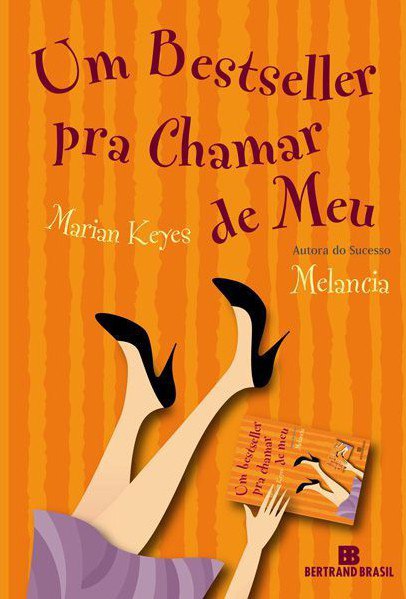 Um Bestseller
pra Chamar
de Meu
Marian Keyes
Autora do Sucesso
Melancia
Um bestseller
pra chamar
de meu
BB
BERTRAND BRASIL